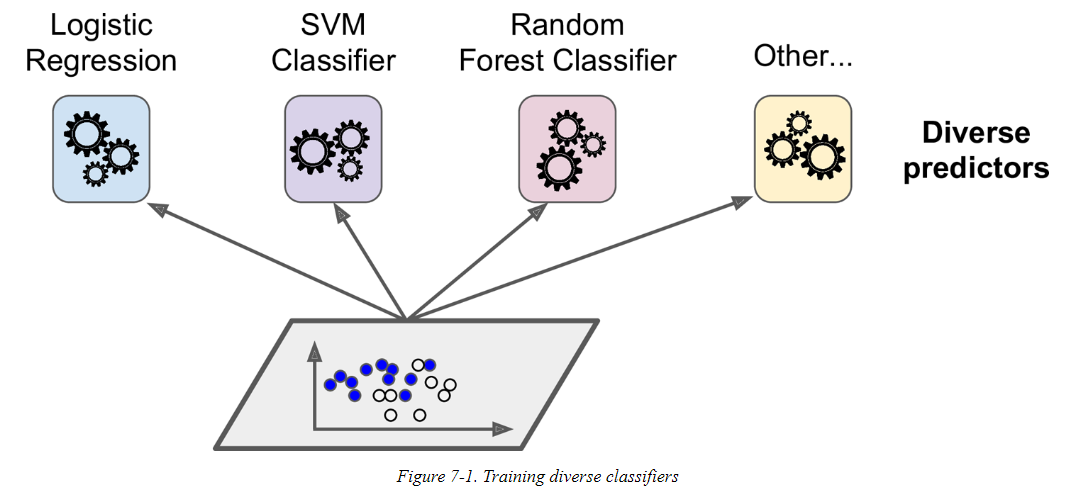 Logistic
Regression
SVM
Classifier
Random
Forest Classifier
Other...
Diverse
predictors
Figure 7-1. Training diverse classifiers